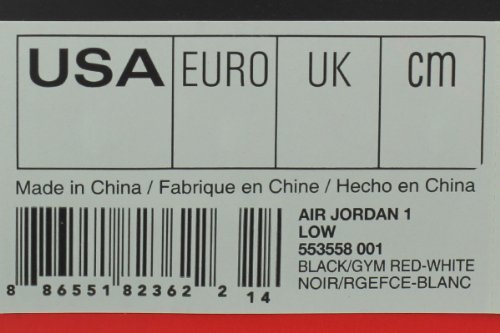 USA EURO UK cm
Made in China / Fabrique en Chine / Hecho en China
AIR JORDAN 1
LOW
553558 001
BLACK/GYM RED-WHITE
NOIR/RGEFCE-BLANC
8 86551 82362 2 14